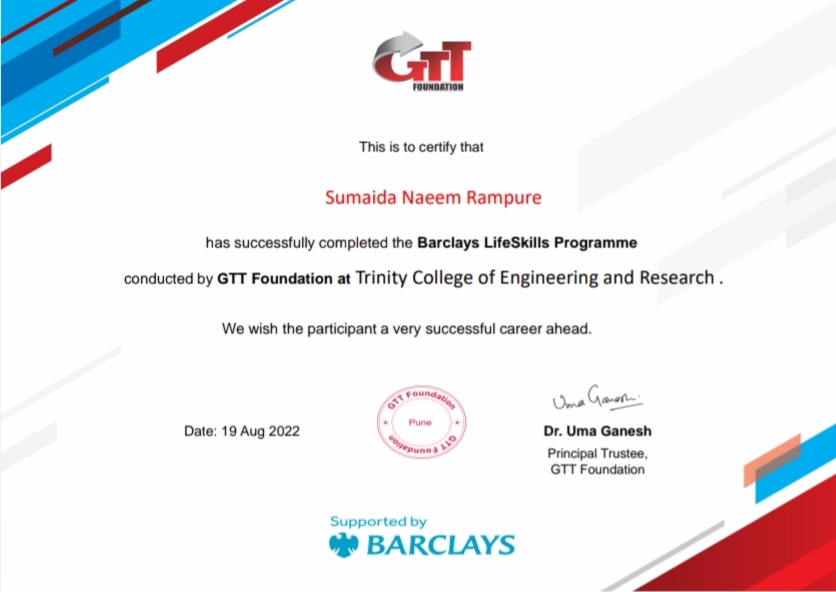 GTT
FOUNDATION
This is to certify that
Sumaida Naeem Rampure
has successfully completed the Barclays LifeSkills Programme
conducted by GTT Foundation at Trinity College of Engineering and Research .
We wish the participant a very successful career ahead.
GTT Foundation
Pune
GTT Foundation
Uma Ganesh
Date: 19 Aug 2022
Dr. Uma Ganesh
Principal Trustee,
GTT Foundation
Supported by
BARCLAYS